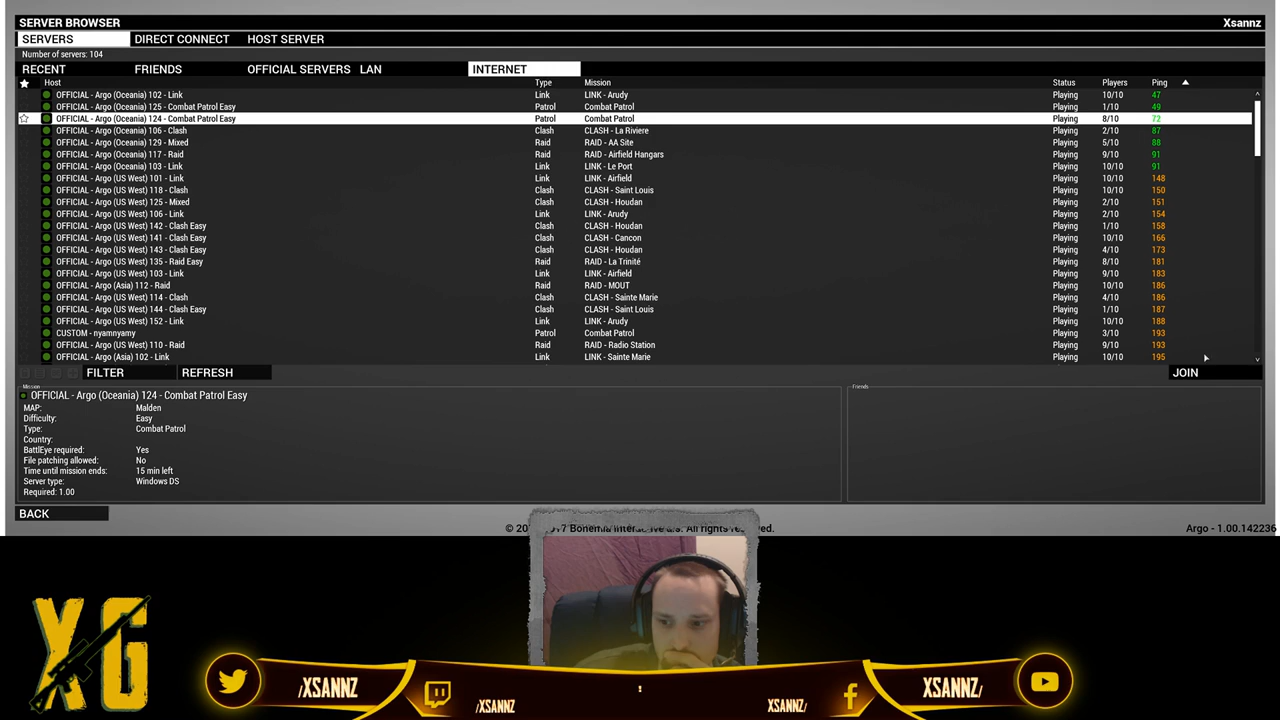 SERVER BROWSER Xsannz
SERVERS DIRECT CONNECT HOST SERVER
Number of servers: 104
RECENT FRIENDS OFFICIAL SERVERS LAN INTERNET
Host Type Mission Status Players Ping
OFFICIAL - Argo (Oceania) 102 - Link Link LINK - Arudy Playing 10/10 47
OFFICIAL - Argo (Oceania) 125 - Combat Patrol Easy Patrol Combat Patrol Playing 1/10 49
OFFICIAL - Argo (Oceania) 124 - Combat Patrol Easy Patrol Combat Patrol Playing 8/10 72
OFFICIAL - Argo (Oceania) 106 - Clash Clash CLASH - La Riviere Playing 2/10 87
OFFICIAL - Argo (Oceania) 129 - Mixed Raid RAID - AA Site Playing 5/10 88
OFFICIAL - Argo (Oceania) 117 - Raid Raid RAID - Airfield Hangars Playing 9/10 91
OFFICIAL - Argo (Oceania) 103 - Link Link LINK - Le Port Playing 10/10 91
OFFICIAL - Argo (US West) 101 - Link Link LINK - Airfield Playing 10/10 148
OFFICIAL - Argo (US West) 118 - Clash Clash CLASH - Saint Louis Playing 10/10 150
OFFICIAL - Argo (US West) 125 - Mixed Clash CLASH - Houdan Playing 2/10 151
OFFICIAL - Argo (US West) 106 - Link Link LINK - Arudy Playing 2/10 154
OFFICIAL - Argo (US West) 142 - Clash Easy Clash CLASH - Houdan Playing 1/10 158
OFFICIAL - Argo (US West) 141 - Clash Easy Clash CLASH - Cancon Playing 10/10 166
OFFICIAL - Argo (US West) 143 - Clash Easy Clash CLASH - Houdan Playing 4/10 173
OFFICIAL - Argo (US West) 135 - Raid Easy Raid RAID - La Trinité Playing 8/10 181
OFFICIAL - Argo (US West) 103 - Link Link LINK - Airfield Playing 9/10 183
OFFICIAL - Argo (Asia) 112 - Raid Raid RAID - MOUT Playing 10/10 186
OFFICIAL - Argo (US West) 114 - Clash Clash CLASH - Sainte Marie Playing 4/10 186
OFFICIAL - Argo (US West) 144 - Clash Easy Clash CLASH - Saint Louis Playing 1/10 187
OFFICIAL - Argo (US West) 152 - Link Link LINK - Arudy Playing 10/10 188
CUSTOM - nyamnyamy Patrol Combat Patrol Playing 3/10 193
OFFICIAL - Argo (US West) 110 - Raid Raid RAID - Radio Station Playing 9/10 193
OFFICIAL - Argo (Asia) 102 - Link Link LINK - Sainte Marie Playing 10/10 195
FILTER REFRESH JOIN
Mission Friends
OFFICIAL - Argo (Oceania) 124 - Combat Patrol Easy
MAP: Malden
Difficulty: Easy
Type: Combat Patrol
Country:
BattlEye required: Yes
File patching allowed: No
Time until mission ends: 15 min left
Server type: Windows DS
Required: 1.00
BACK
Bohemia All rights Argo - 1.00.142236
XG
/XSANNZ /XSANNZ XSANNZ/ XSANNZ/